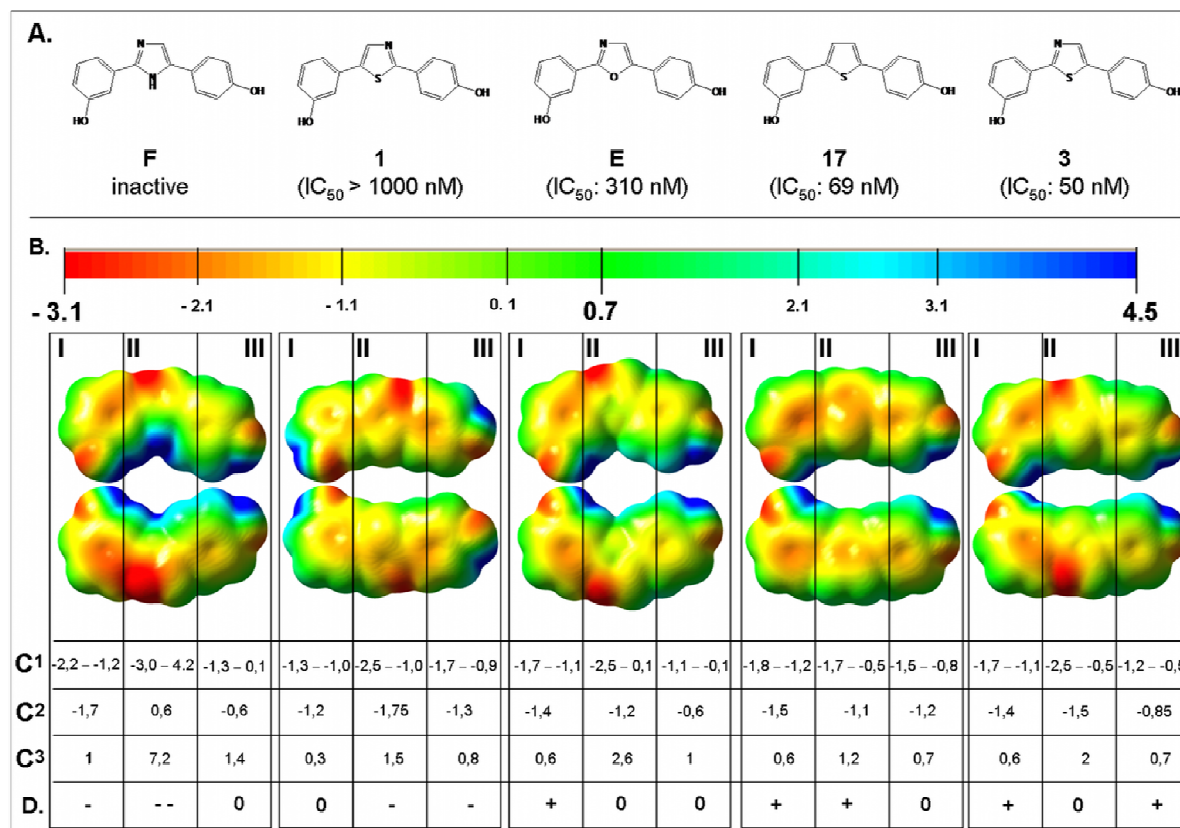 A.
N N H HO OH
N S HO OH
N O HO OH
S HO OH
N S HO OH
F 1 E 17 3
inactive (IC50 > 1000 nM) (IC50: 310 nM) (IC50: 69 nM) (IC50: 50 nM)
B.
- 3.1 - 2.1 - 1.1 0. 1 0.7 2.1 3.1 4.5
I II III I II III I II III I II III I II III
C1 -2,2 – -1,2 -3,0 – 4.2 -1,3 – 0,1 -1,3 – -1,0 -2,5 – -1,0 -1,7 – -0,9 -1,7 – -1,1 -2,5 – 0,1 -1,1 – -0,1 -1,8 – -1,2 -1,7 – -0,5 -1,5 – -0,8 -1,7 – -1,1 -2,5 – -0,5 -1,2 – -0,5
C2 -1,7 0,6 -0,6 -1,2 -1,75 -1,3 -1,4 -1,2 -0,6 -1,5 -1,1 -1,2 -1,4 -1,5 -0,85
C3 1 7,2 1,4 0,3 1,5 0,8 0,6 2,6 1 0,6 1,2 0,7 0,6 2 0,7
D. - - - 0 0 - - + 0 0 + + 0 + 0 +